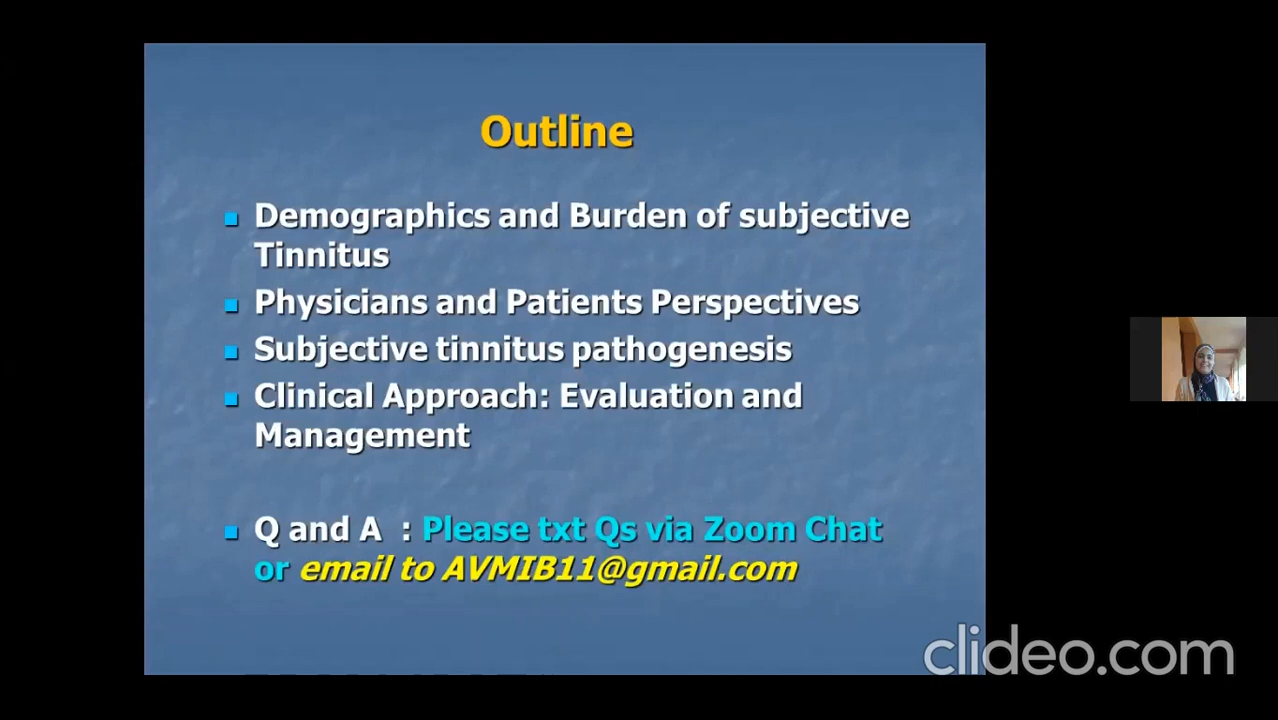 Outline
Demographics and Burden of subjective
Tinnitus
Physicians and Patients Perspectives
Subjective tinnitus pathogenesis
Clinical Approach: Evaluation and
Management
Q and A : Please txt Qs via Zoom Chat
or email to AVMIB11@gmail.com
clideo.com